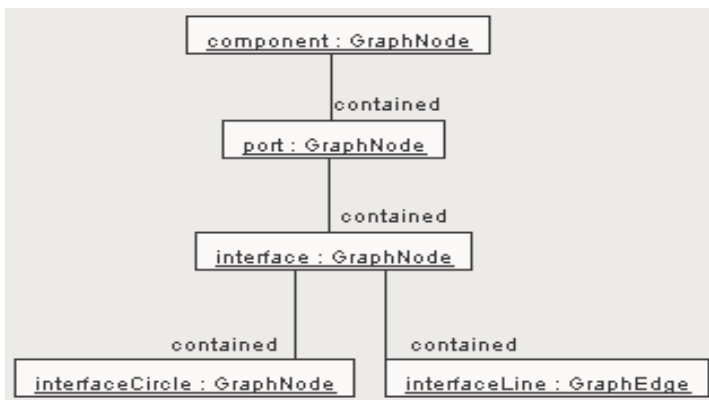 component : GraphNode
contained
port : GraphNode
contained
interface : GraphNode
contained contained
interfaceCircle : GraphNode interfaceLine : GraphEdge